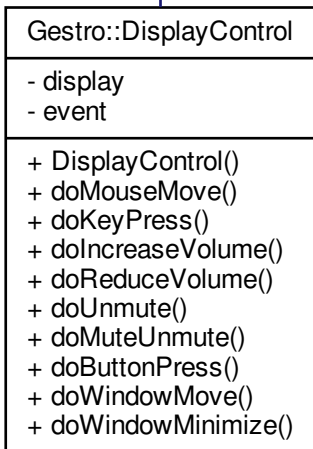 Gestro::DisplayControl
- display
- event
+ DisplayControl()
+ doMouseMove()
+ doKeyPress()
+ doIncreaseVolume()
+ doReduceVolume()
+ doUnmute()
+ doMuteUnmute()
+ doButtonPress()
+ doWindowMove()
+ doWindowMinimize()